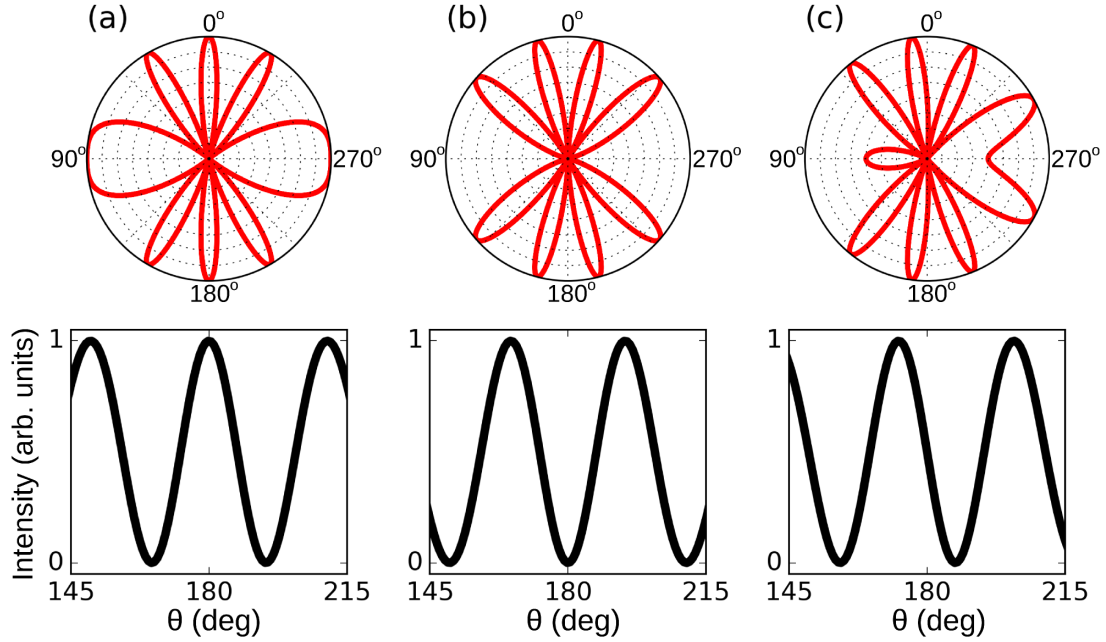 (a) (b) (c)
0° 0° 0°
90° 270° 90° 270° 90° 270°
180° 180° 180°
1 1 1
Intensity (arb. units)
0 0 0
145 180 215 145 180 215 145 180 215
θ (deg) θ (deg) θ (deg)